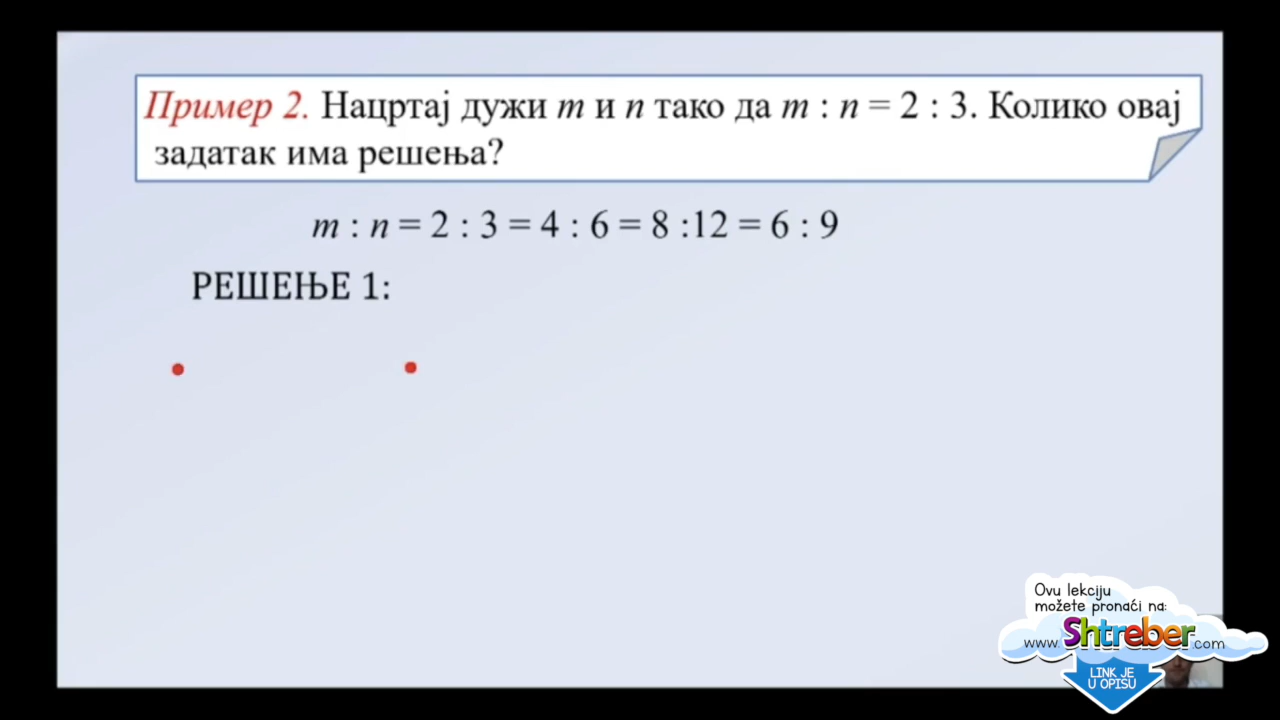 Пример 2. Нацртај дужи m и n тако да m : n = 2 : 3. Колико овај
задатак има решења?
m : n = 2 : 3 = 4 : 6 = 8 :12 = 6 : 9
РЕШЕЊЕ 1:
Ovu lekciju
možete pronaći na:
www.Shtreber.com
LINK JE
U OPISU